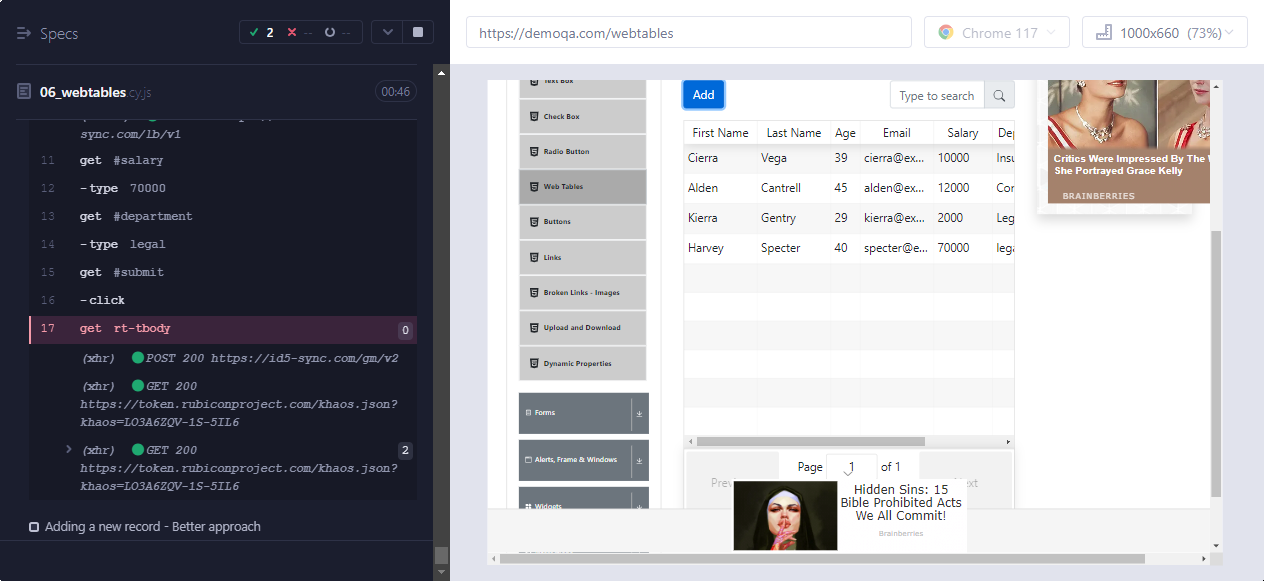 Specs
2
--
--
https://demoqa.com/webtables
Chrome 117
1000x660 (73%)
06_webtables.cy.js
00:46
sync.com/lb/v1
11 get #salary
12 -type 70000
13 get #department
14 -type legal
15 get #submit
16 -click
17 get rt-tbody 0
(xhr) POST 200 https://id5-sync.com/gm/v2
(xhr) GET 200
https://token.rubiconproject.com/khaos.json?
khaos=LO3A6ZQV-1S-5IL6
(xhr) GET 200 2
https://token.rubiconproject.com/khaos.json?
khaos=LO3A6ZQV-1S-5IL6
Adding a new record - Better approach
Text Box
Check Box
Radio Button
Web Tables
Buttons
Links
Broken Links - Images
Upload and Download
Dynamic Properties
Forms
Alerts, Frame & Windows
Widgets
Add
Type to search
First Name Last Name Age Email Salary De
Cierra Vega 39 cierra@ex... 10000 Insu
Alden Cantrell 45 alden@ex... 12000 Con
Kierra Gentry 29 kierra@ex... 2000 Leg
Harvey Specter 40 specter@e... 70000 lega
Page 1 of 1
Hidden Sins: 15
Bible Prohibited Acts
We All Commit!
Brainberries
Critics Were Impressed By The W
She Portrayed Grace Kelly
BRAINBERRIES